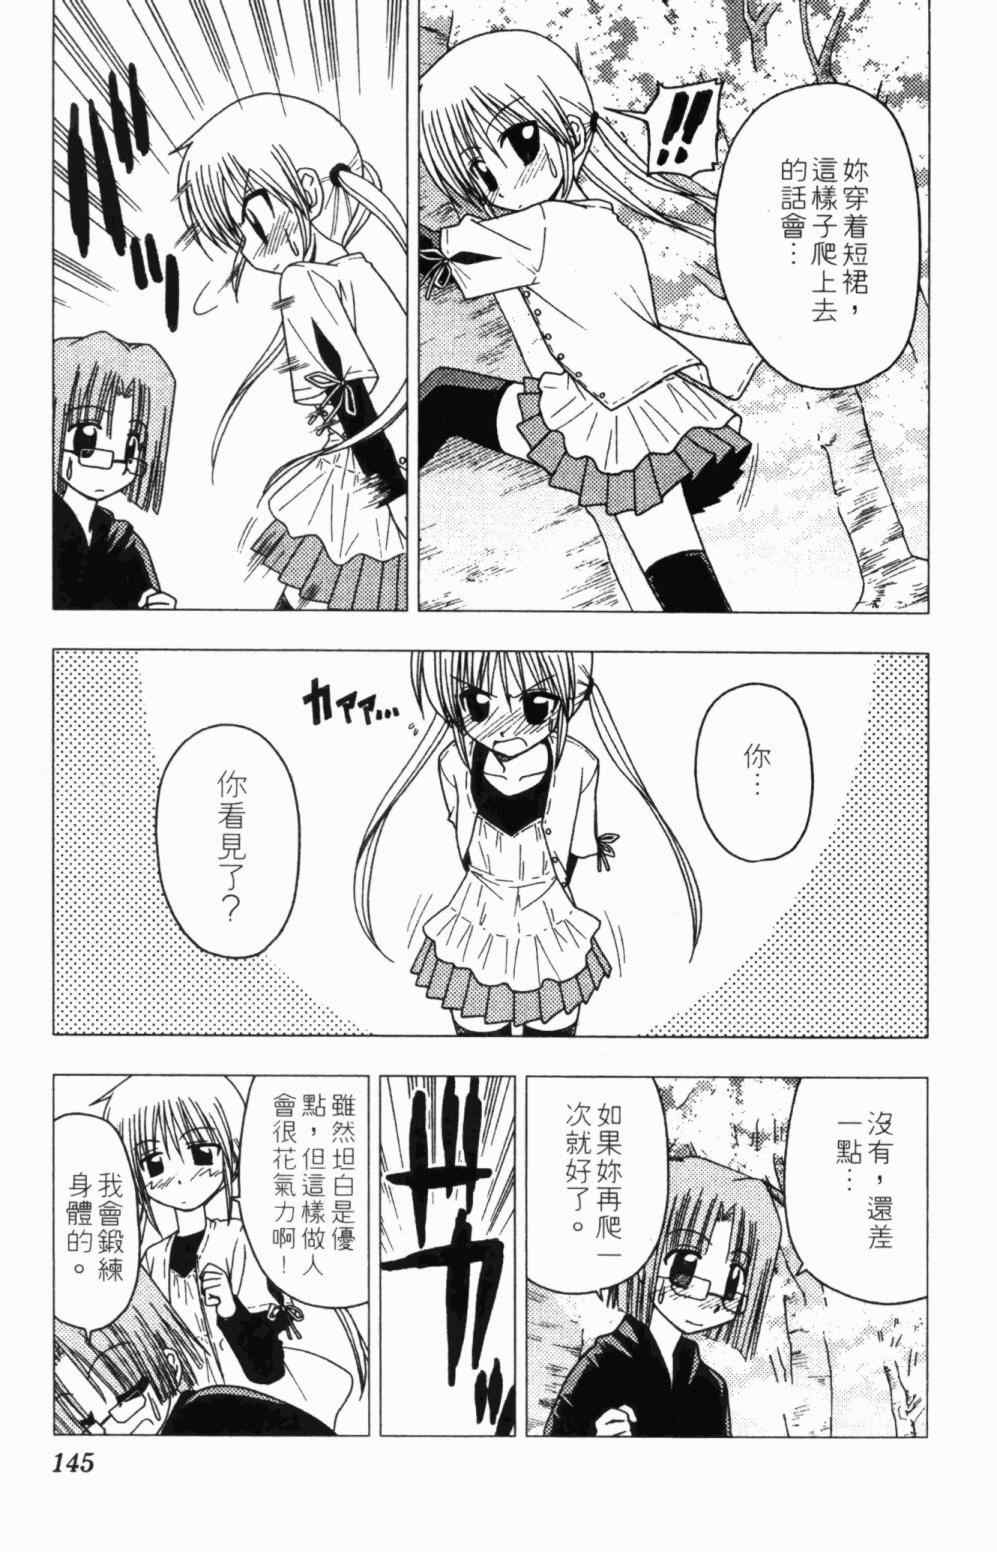 妳穿着短裙，
這樣子爬上去
的話會…
!!
你…
カァァ…
你看見了？
沒有，還差
一點…
如果妳再爬一
次就好了。
雖然坦白是優
點，但這樣做人
會很花氣力啊！
我會鍛練
身體的。
145